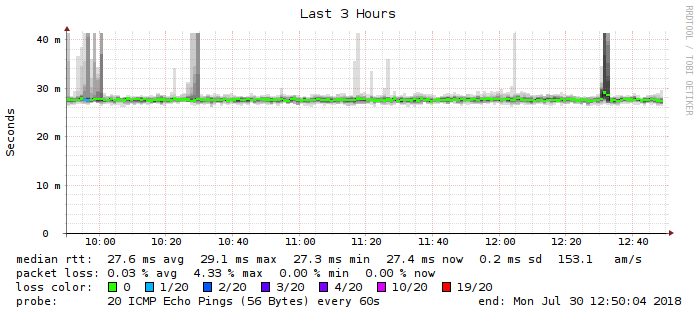 Last 3 Hours
RRDTOOL / TOBI OETIKER
Seconds
40 m
30 m
20 m
10 m
0
10:00 10:20 10:40 11:00 11:20 11:40 12:00 12:20 12:40
median rtt: 27.6 ms avg 29.1 ms max 27.3 ms min 27.4 ms now 0.2 ms sd 153.1 am/s
packet loss: 0.03 % avg 4.33 % max 0.00 % min 0.00 % now
loss color: 0 1/20 2/20 3/20 4/20 10/20 19/20
probe: 20 ICMP Echo Pings (56 Bytes) every 60s end: Mon Jul 30 12:50:04 2018